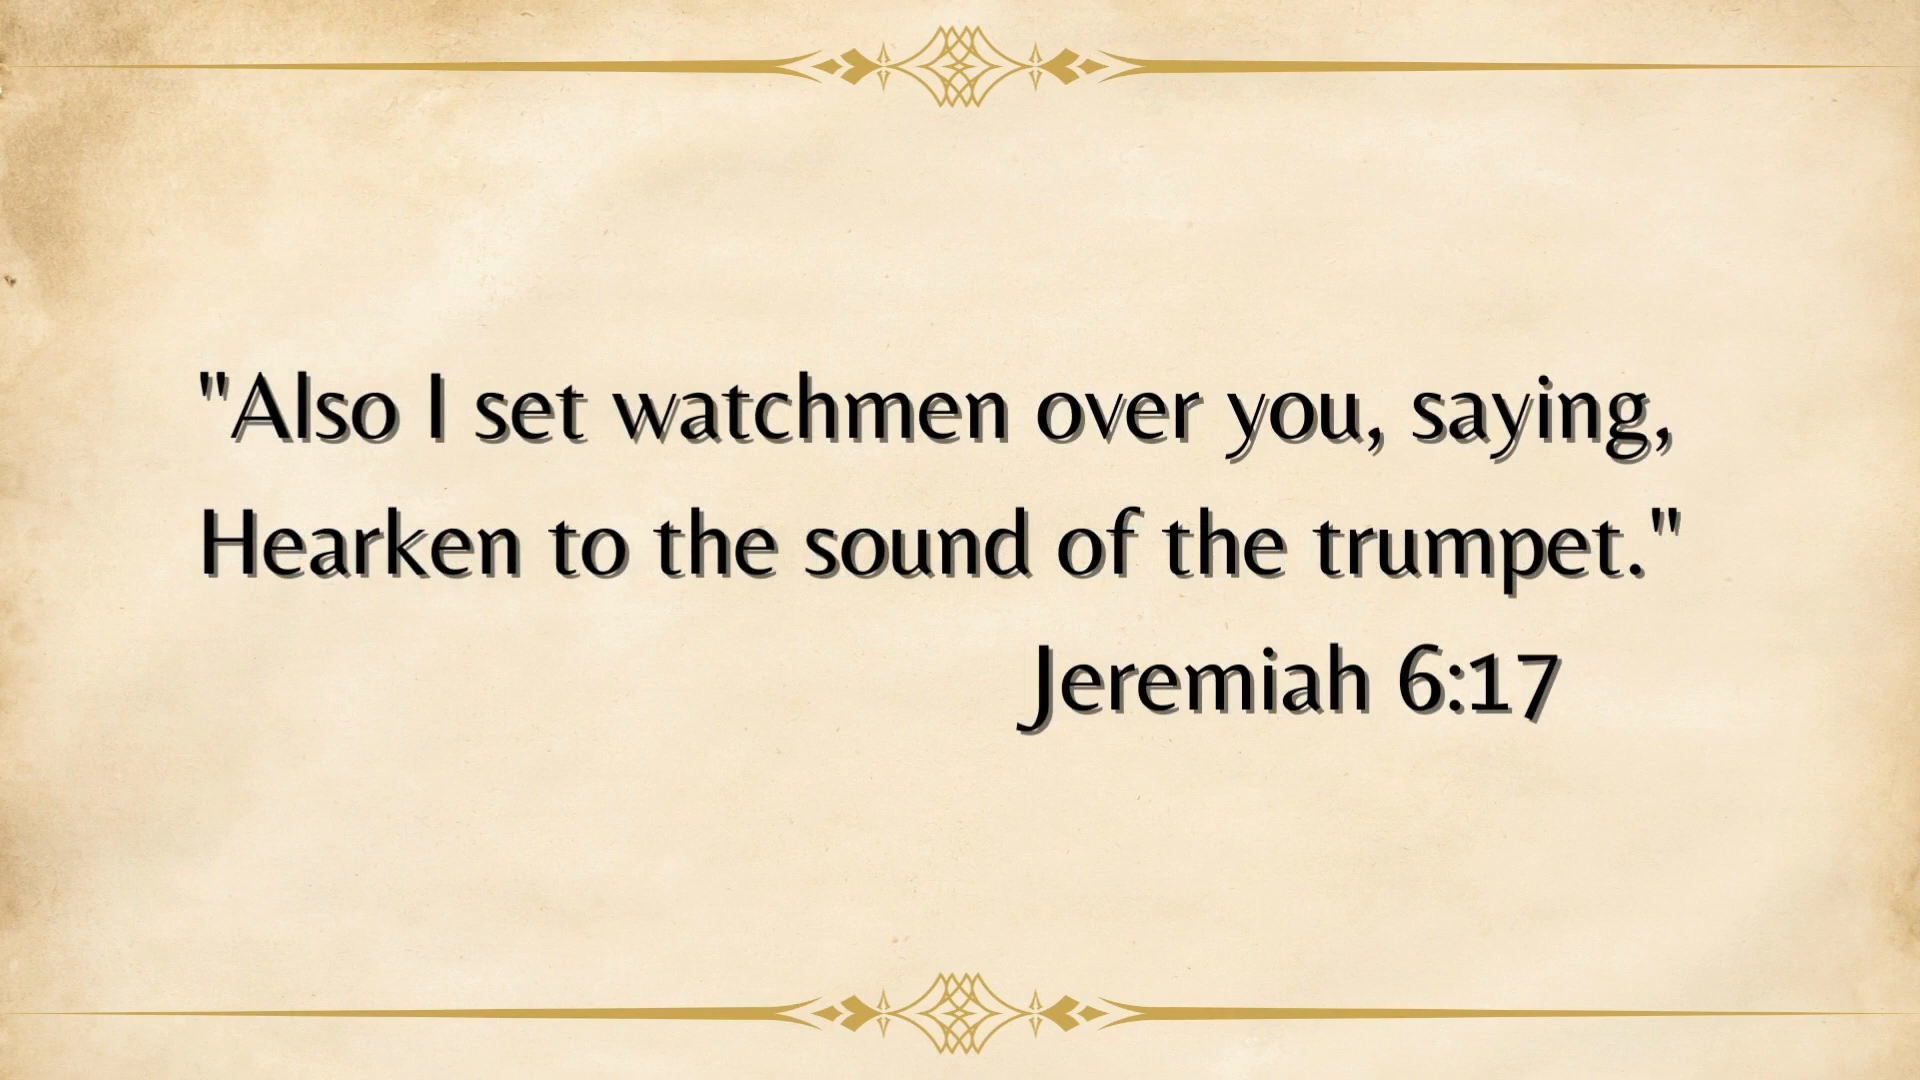 "Also I set watchmen over you, saying,
Hearken to the sound of the trumpet."
Jeremiah 6:17